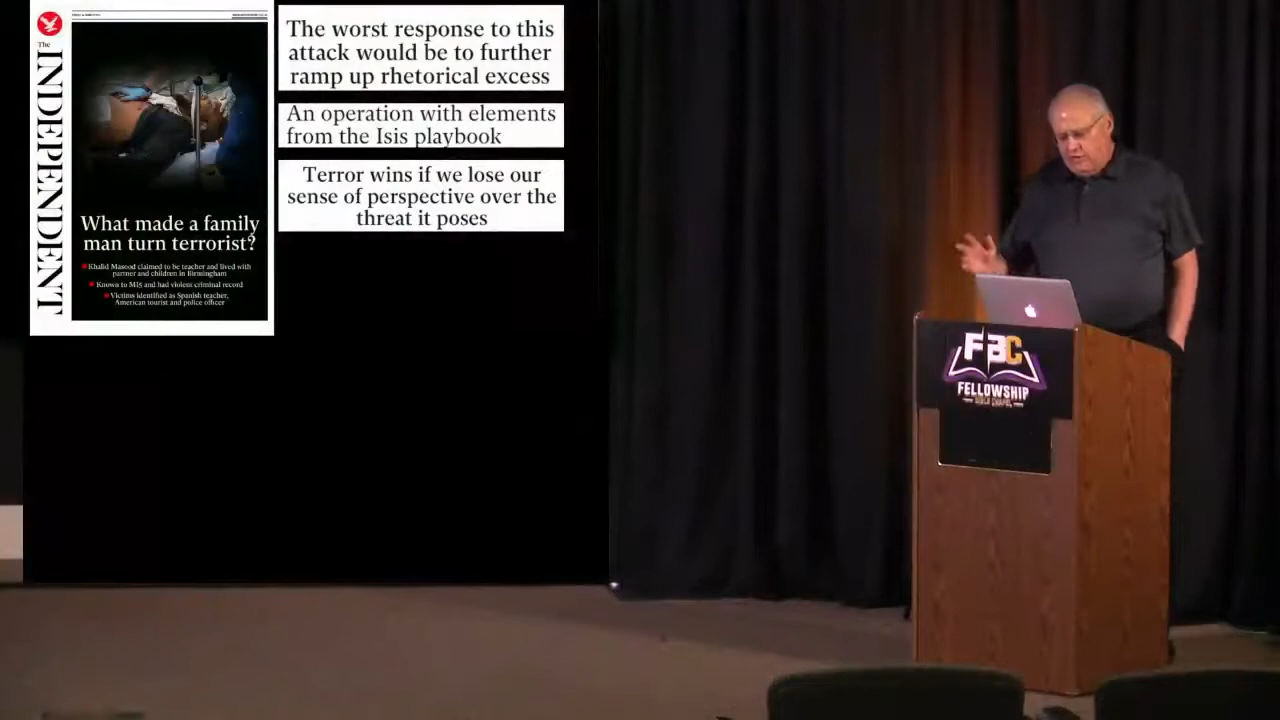 The
INDEPENDENT
What made a family
man turn terrorist?
Khalid Masood claimed to be teacher and lived with
partner and children in Birmingham
Known to MI5 and had violent criminal record
Victims identified as Spanish teacher,
American tourist and police officer
The worst response to this
attack would be to further
ramp up rhetorical excess
An operation with elements
from the Isis playbook
Terror wins if we lose our
sense of perspective over the
threat it poses
FBC
FELLOWSHIP
BIBLE CHAPEL